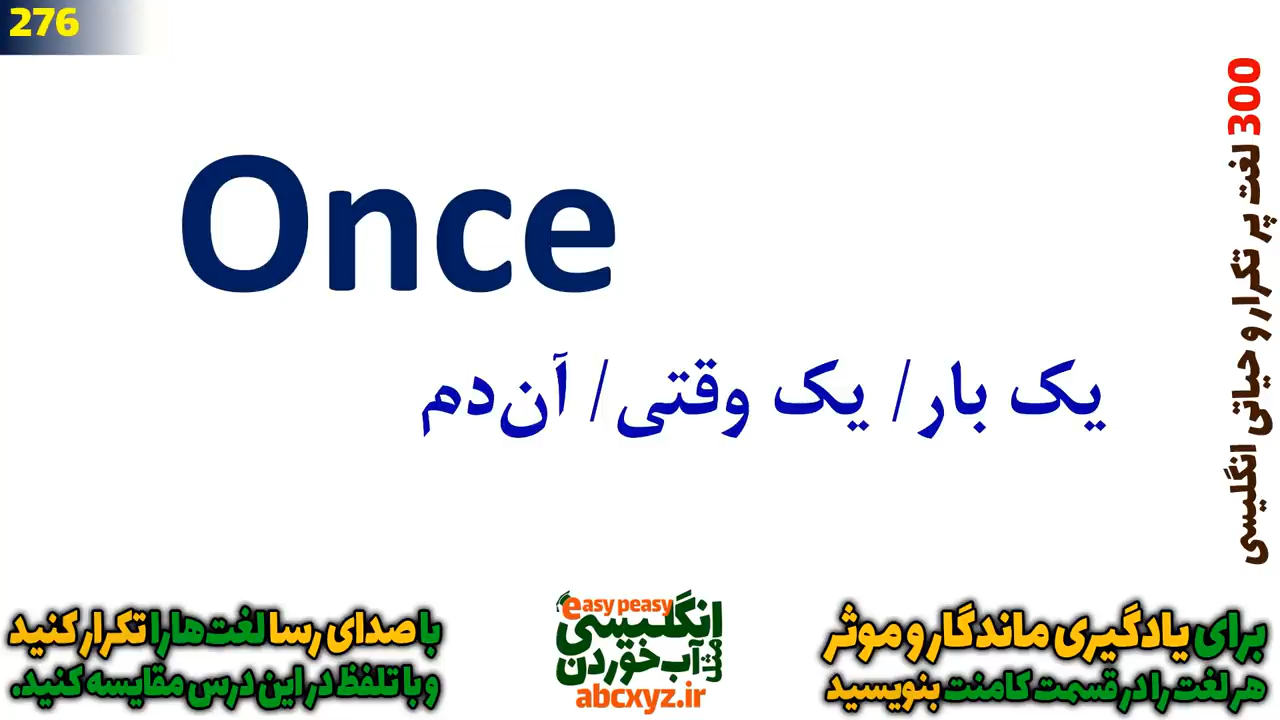 276
Once
یک بار/ یک وقتی/ آن‌دم
300 لغت پر تکرار و حیاتی انگلیسی
برای یادگیری ماندگار و موثر
هر لغت را در قسمت کامنت بنویسید
easy peasy
انگلیسی
مثل آب خوردن
abcxyz.ir
با صدای رسا لغت‌ها را تکرار کنید
و با تلفظ در این درس مقایسه کنید.